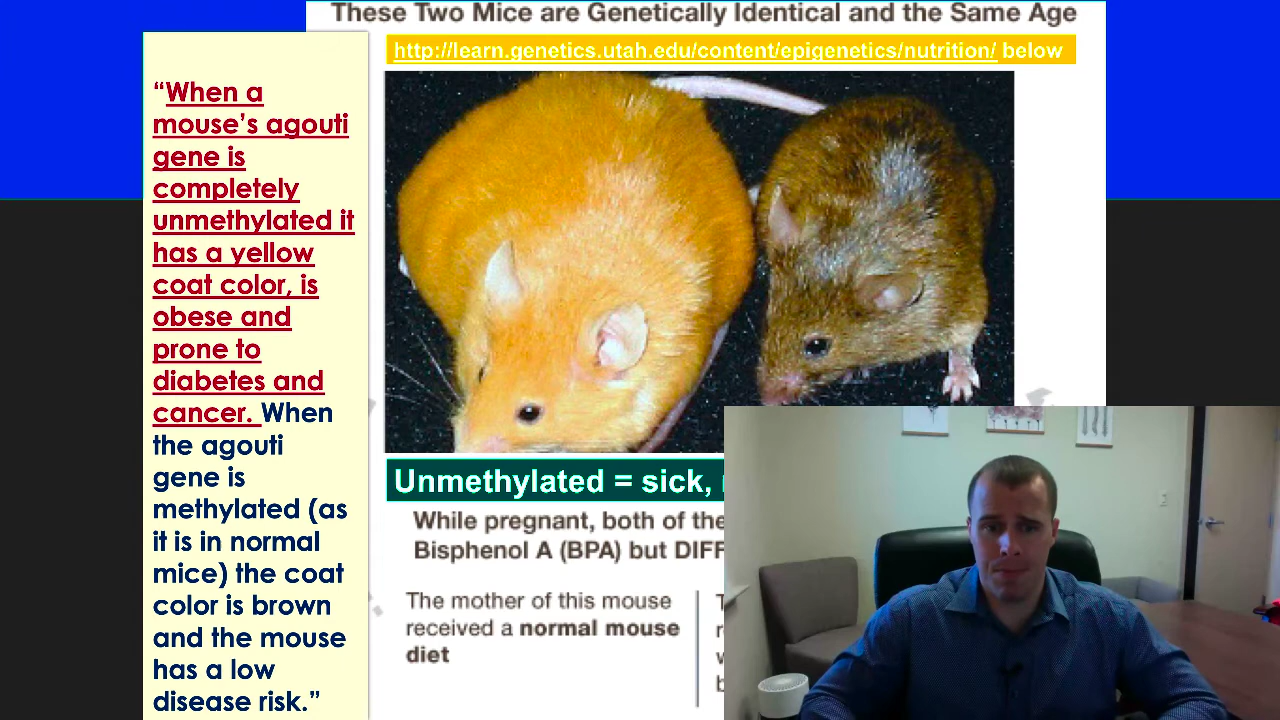 These Two Mice are Genetically Identical and the Same Age
http://learn.genetics.utah.edu/content/epigenetics/nutrition/ below
“When a
mouse’s agouti
gene is
completely
unmethylated it
has a yellow
coat color, is
obese and
prone to
diabetes and
cancer. When
the agouti
gene is
methylated (as
it is in normal
mice) the coat
color is brown
and the mouse
has a low
disease risk.”
Unmethylated = sick,
While pregnant, both of the
Bisphenol A (BPA) but DIFF
The mother of this mouse
received a normal mouse
diet